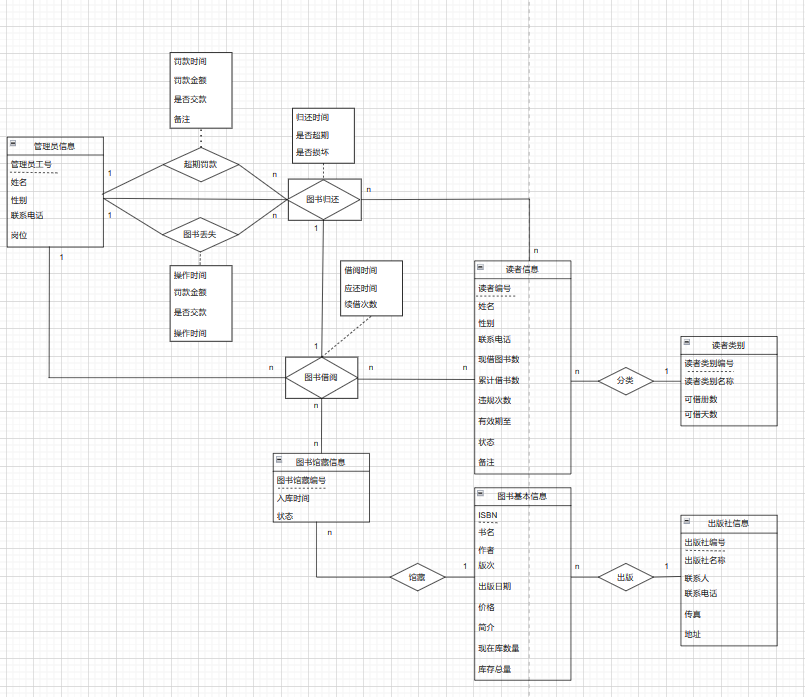 罚款时间
罚款金额
是否交款
备注
归还时间
是否超期
是否损坏
管理员信息
管理员工号
姓名
性别
联系电话
岗位
1
超期罚款
n
1
图书丢失
n
图书归还
n
1
1
操作时间
罚款金额
是否交款
操作时间
借阅时间
应还时间
续借次数
n
读者信息
读者编号
姓名
性别
联系电话
现借图书数
累计借书数
违规次数
有效期至
状态
备注
1
n
图书借阅
n
n
n
n
分类
1
读者类别
读者类别编号
读者类别名称
可借册数
可借天数
n
图书馆藏信息
图书馆藏编号
入库时间
状态
n
馆藏
1
图书基本信息
ISBN
书名
作者
版次
出版日期
价格
简介
现在库数量
库存总量
n
出版
1
出版社信息
出版社编号
出版社名称
联系人
联系电话
传真
地址